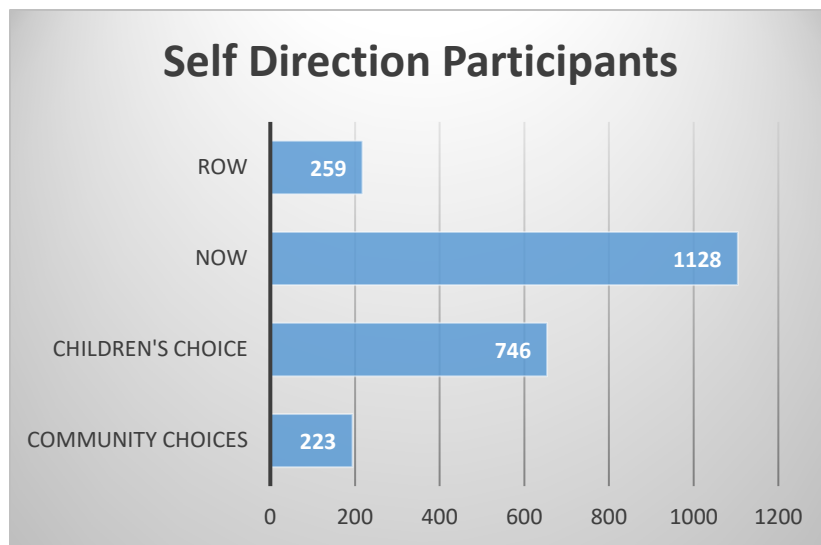 Self Direction Participants
ROW
259
NOW
1128
CHILDREN'S CHOICE
746
COMMUNITY CHOICES
223
0 200 400 600 800 1000 1200